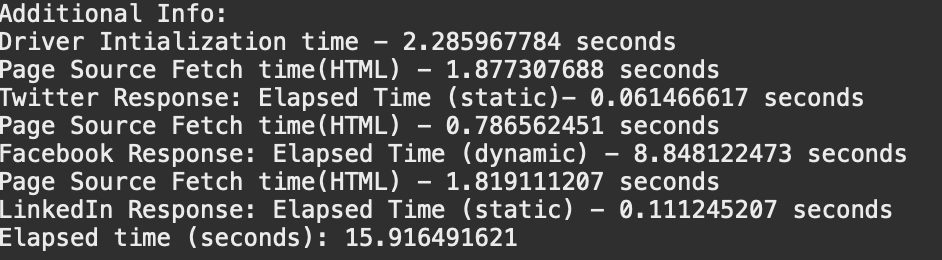 Additional Info:
Driver Intialization time - 2.285967784 seconds
Page Source Fetch time(HTML) - 1.877307688 seconds
Twitter Response: Elapsed Time (static)- 0.061466617 seconds
Page Source Fetch time(HTML) - 0.786562451 seconds
Facebook Response: Elapsed Time (dynamic) - 8.848122473 seconds
Page Source Fetch time(HTML) - 1.819111207 seconds
LinkedIn Response: Elapsed Time (static) - 0.111245207 seconds
Elapsed time (seconds): 15.916491621